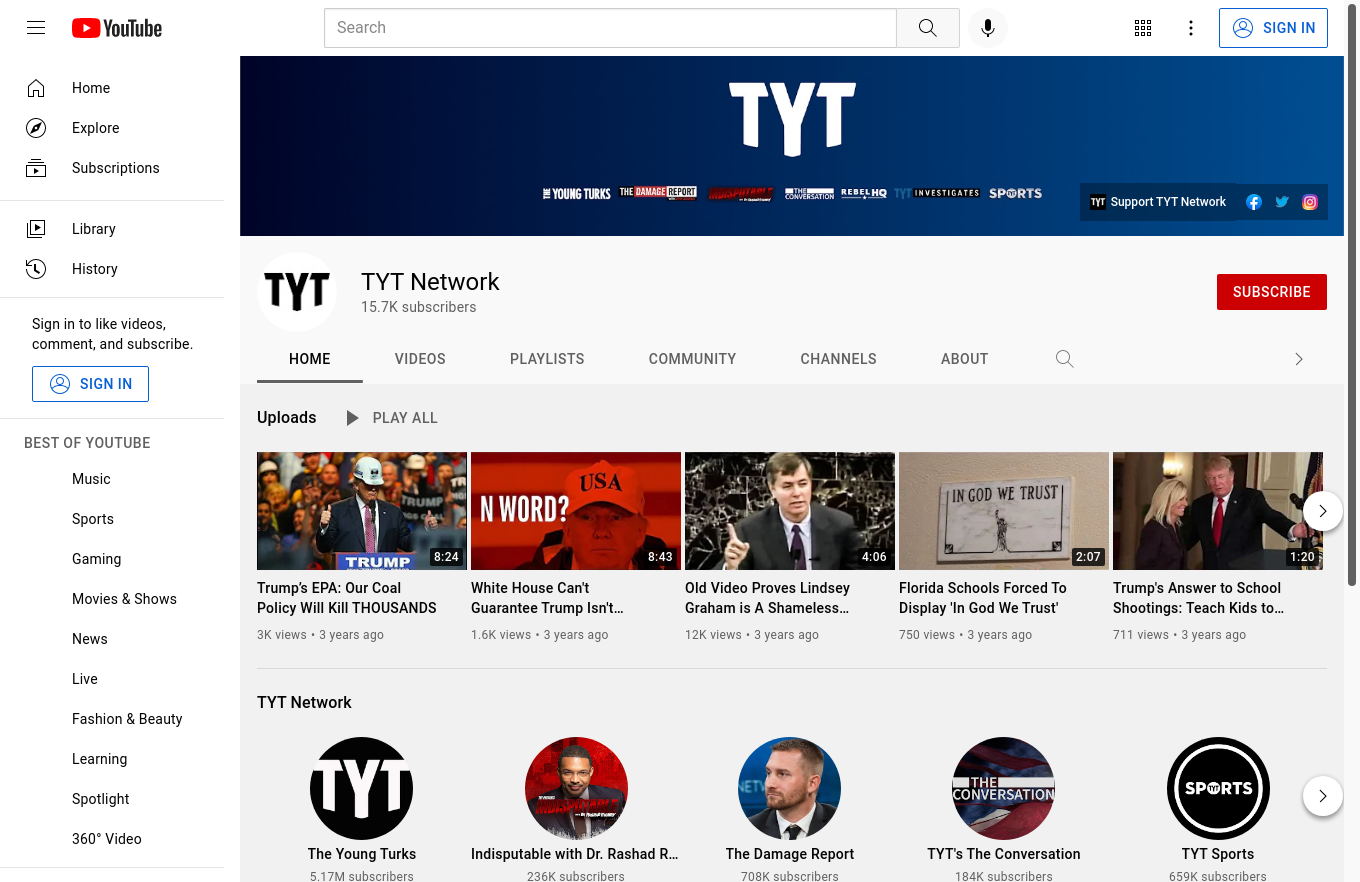 YouTube
Search
SIGN IN
Home
Explore
Subscriptions
Library
History
Sign in to like videos,
comment, and subscribe.
SIGN IN
BEST OF YOUTUBE
Music
Sports
Gaming
Movies & Shows
News
Live
Fashion & Beauty
Learning
Spotlight
360° Video
TYT
THE YOUNG TURKS
THE DAMAGE REPORT
INDISPUTABLE
THE CONVERSATION
REBEL HQ
TYT INVESTIGATES
SPORTS
TYT
Support TYT Network
TYT
TYT Network
15.7K subscribers
SUBSCRIBE
HOME
VIDEOS
PLAYLISTS
COMMUNITY
CHANNELS
ABOUT
Uploads
PLAY ALL
TRUMP
TRUMP
8:24
Trump’s EPA: Our Coal
Policy Will Kill THOUSANDS
3K views • 3 years ago
USA
N WORD?
8:43
White House Can't
Guarantee Trump Isn't…
1.6K views • 3 years ago
4:06
Old Video Proves Lindsey
Graham is A Shameless…
12K views • 3 years ago
IN GOD WE TRUST
2:07
Florida Schools Forced To
Display 'In God We Trust'
750 views • 3 years ago
1:20
Trump's Answer to School
Shootings: Teach Kids to…
711 views • 3 years ago
TYT Network
TYT
The Young Turks
5.17M subscribers
INDISPUTABLE
Indisputable with Dr. Rashad R…
236K subscribers
The Damage Report
708K subscribers
THE
CONVERSATION
TYT's The Conversation
184K subscribers
SPORTS
TYT Sports
659K subscribers